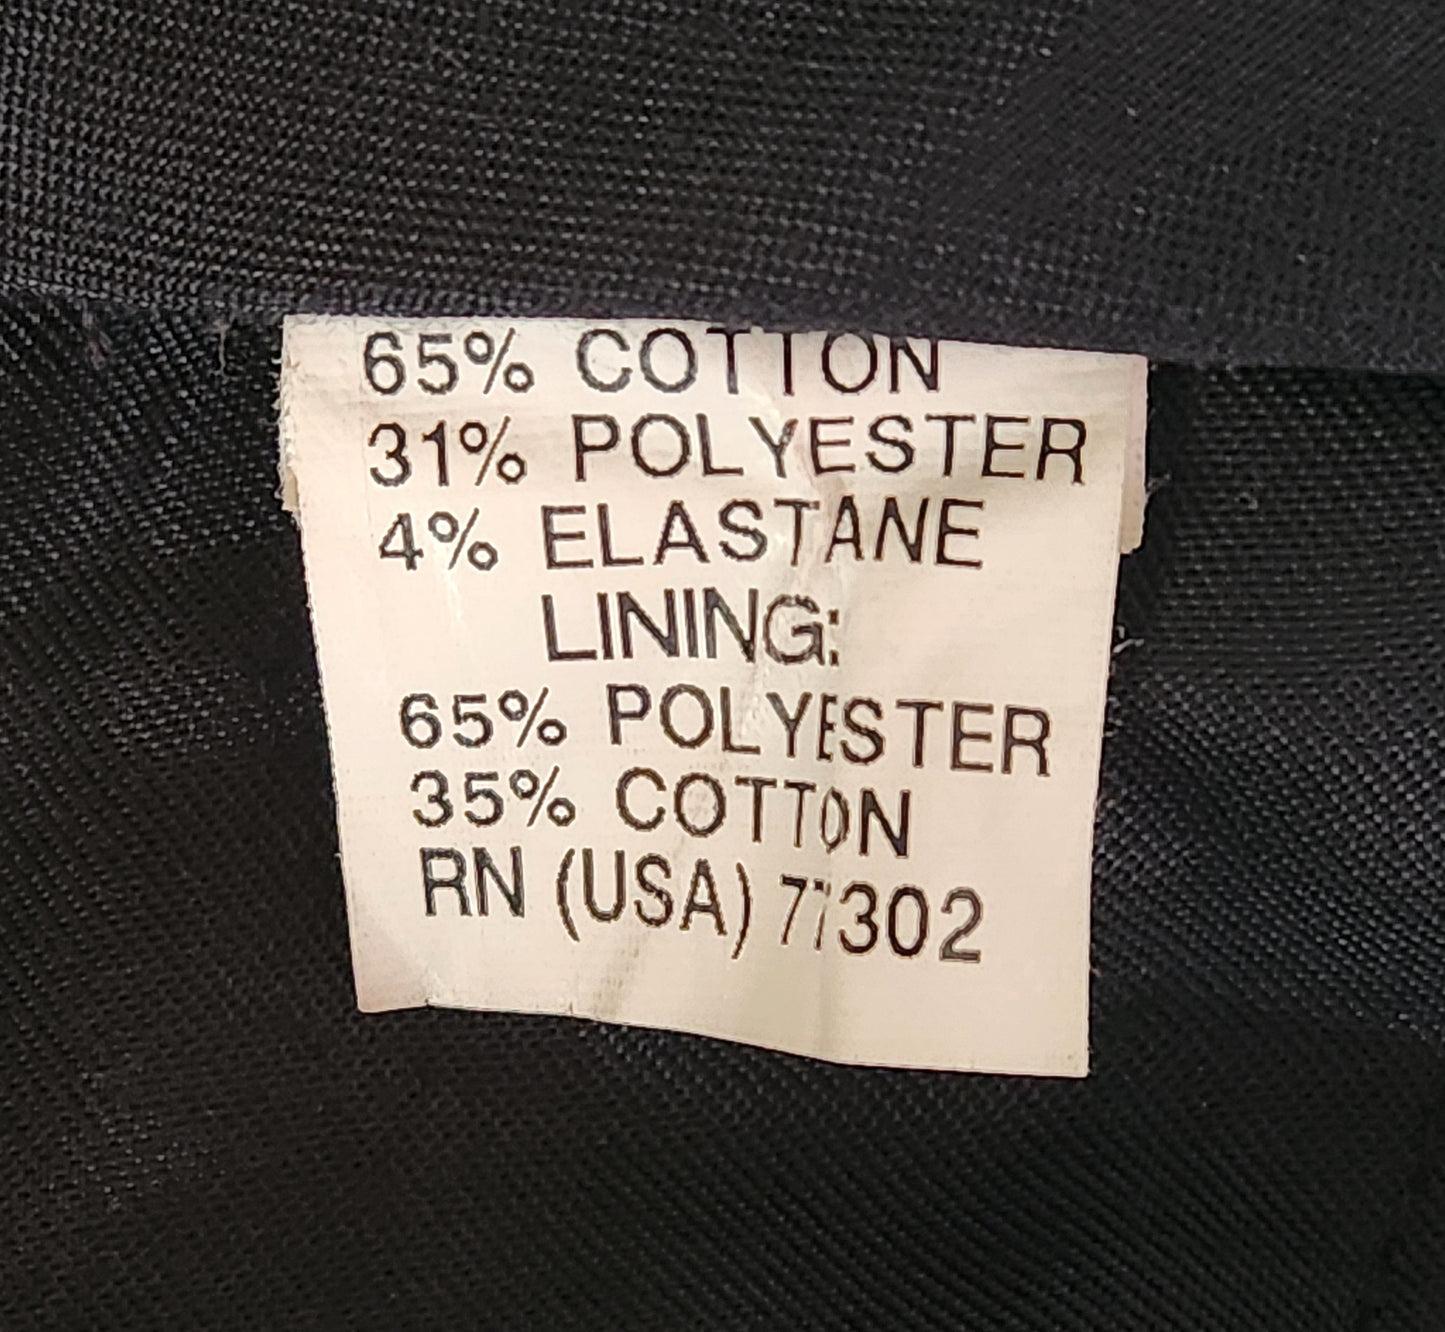 65% COTTON
31% POLYESTER
4% ELASTANE
LINING:
65% POLYESTER
35% COTTON
RN (USA) 77302